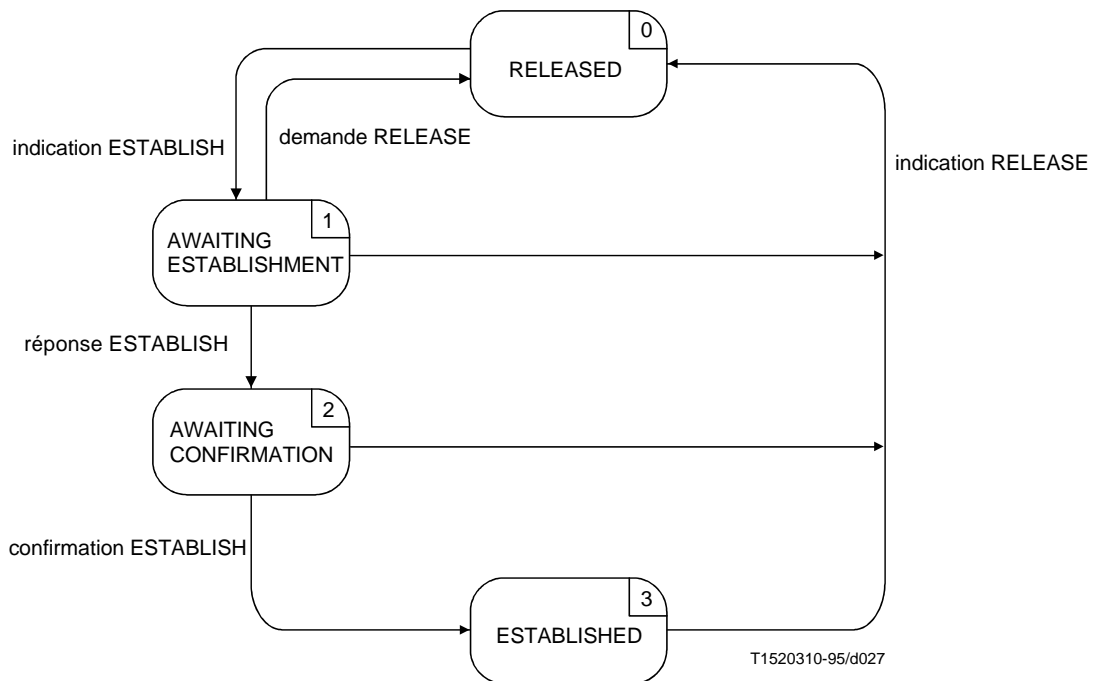 0
RELEASED
demande RELEASE
indication ESTABLISH
indication RELEASE
1
AWAITING
ESTABLISHMENT
réponse ESTABLISH
2
AWAITING
CONFIRMATION
confirmation ESTABLISH
3
ESTABLISHED
T1520310-95/d027